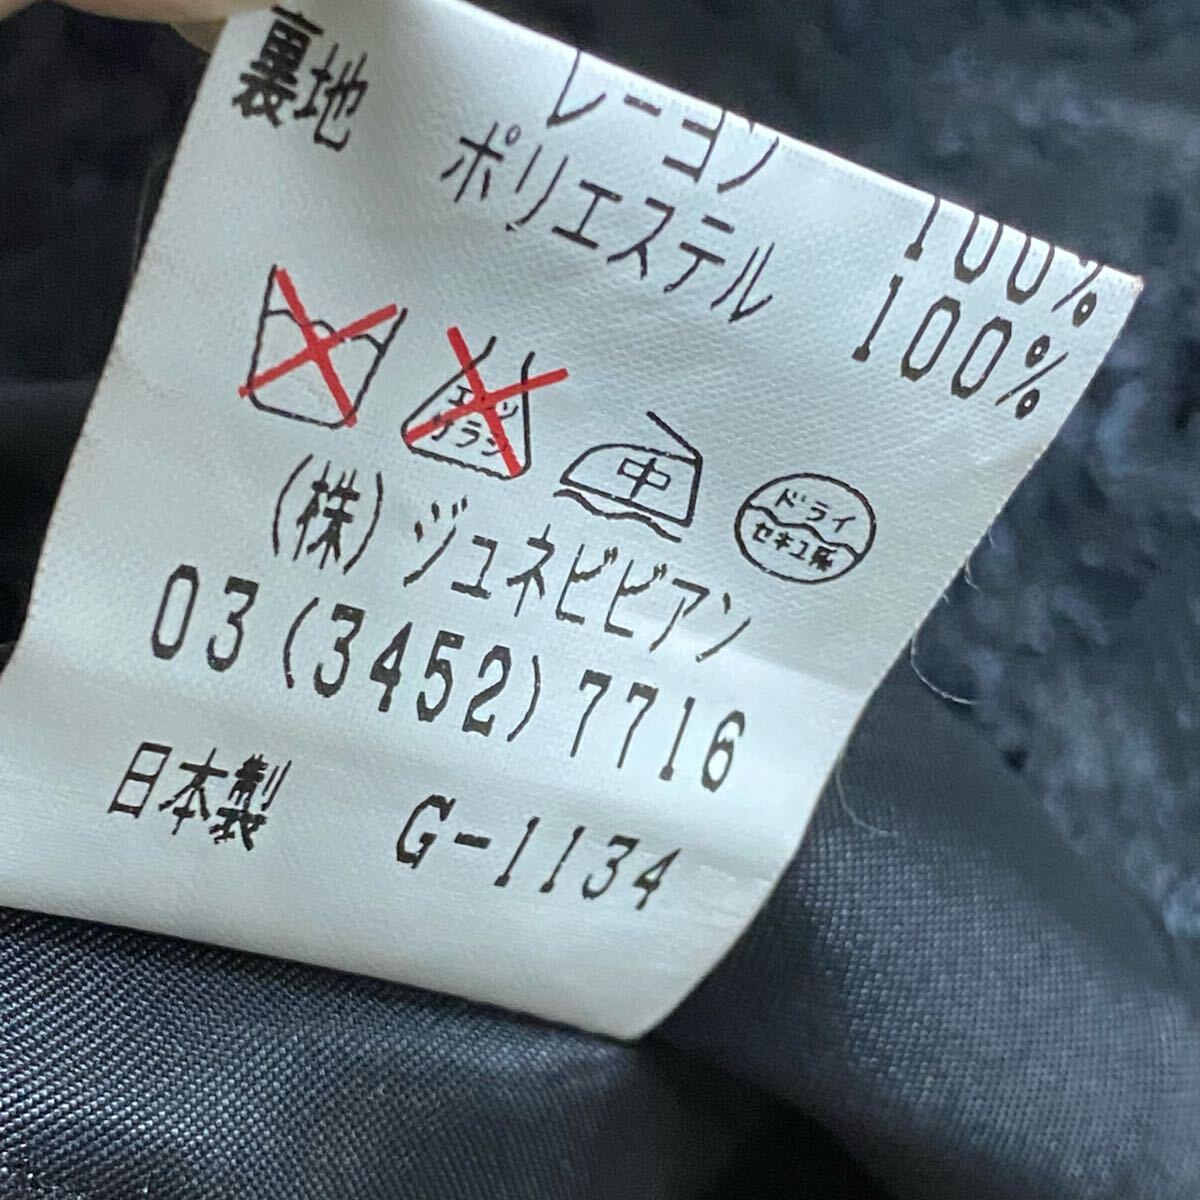 レーヨン 100%
裏地 ポリエステル 100%
エンソ
サラシ
中
ドライ
セキユ系
(株)ジュネビビアン
03(3452)7716
日本製 G-1134